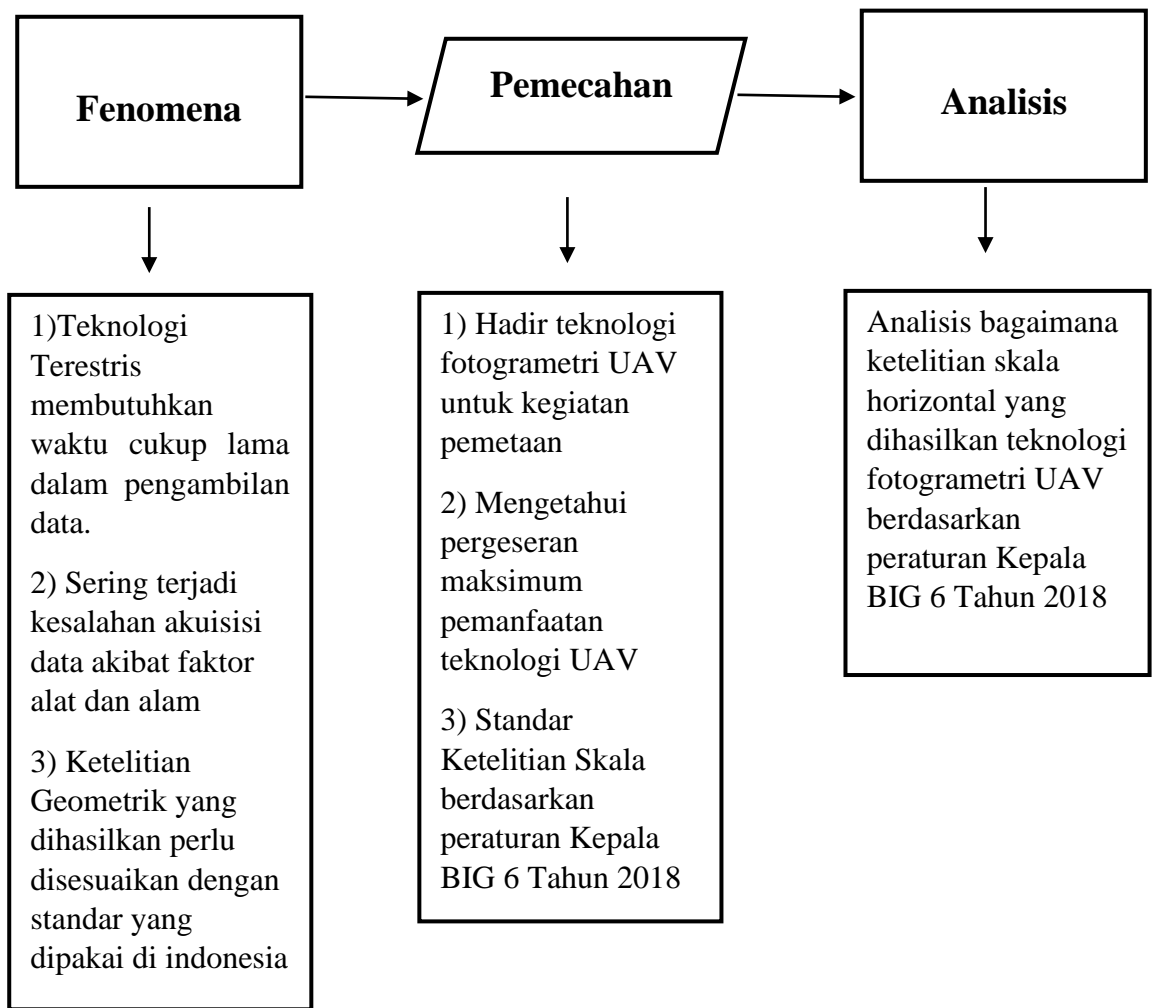 Fenomena
Pemecahan
Analisis
1)Teknologi
Terestris
membutuhkan
waktu cukup lama
dalam pengambilan
data.
2) Sering terjadi
kesalahan akuisisi
data akibat faktor
alat dan alam
3) Ketelitian
Geometrik yang
dihasilkan perlu
disesuaikan dengan
standar yang
dipakai di indonesia
1) Hadir teknologi
fotogrametri UAV
untuk kegiatan
pemetaan
2) Mengetahui
pergeseran
maksimum
pemanfaatan
teknologi UAV
3) Standar
Ketelitian Skala
berdasarkan
peraturan Kepala
BIG 6 Tahun 2018
Analisis bagaimana
ketelitian skala
horizontal yang
dihasilkan teknologi
fotogrametri UAV
berdasarkan
peraturan Kepala
BIG 6 Tahun 2018